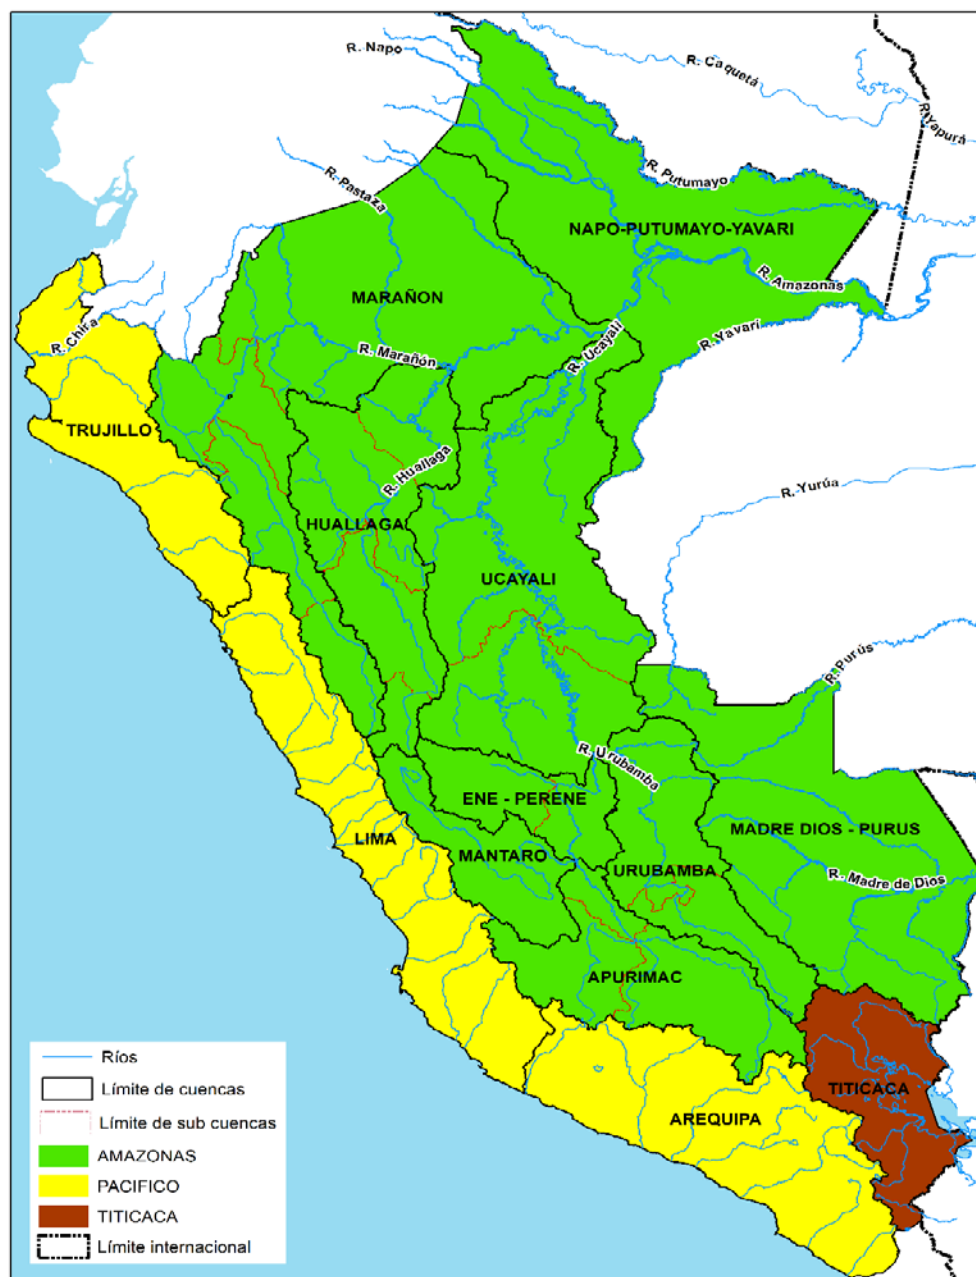 R. Napo
R. Caquetá
R.Yapurá
R. Pastaza
R. Putumayo
NAPO-PUTUMAYO-YAVARI
R. Amazonas
MARAÑON
R. Chira
R. Marañón
R. Ucayali
R. Yavarí
TRUJILLO
R. Huallaga
R. Yurúa
HUALLAGA
UCAYALI
R. Purús
R. Urubamba
ENE - PERENE
MADRE DIOS - PURUS
LIMA
MANTARO
URUBAMBA
R. Madre de Dios
APURIMAC
TITICACA
AREQUIPA
Ríos
Límite de cuencas
Límite de sub cuencas
AMAZONAS
PACIFICO
TITICACA
Límite internacional